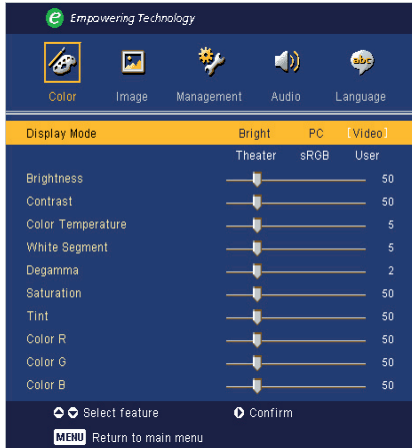 e Empowering Technology
Color Image Management Audio abc Language
Display Mode Bright PC [Video]
Theater sRGB User
Brightness 50
Contrast 50
Color Temperature 5
White Segment 5
Degamma 2
Saturation 50
Tint 50
Color R 50
Color G 50
Color B 50
Select feature Confirm
MENU Return to main menu